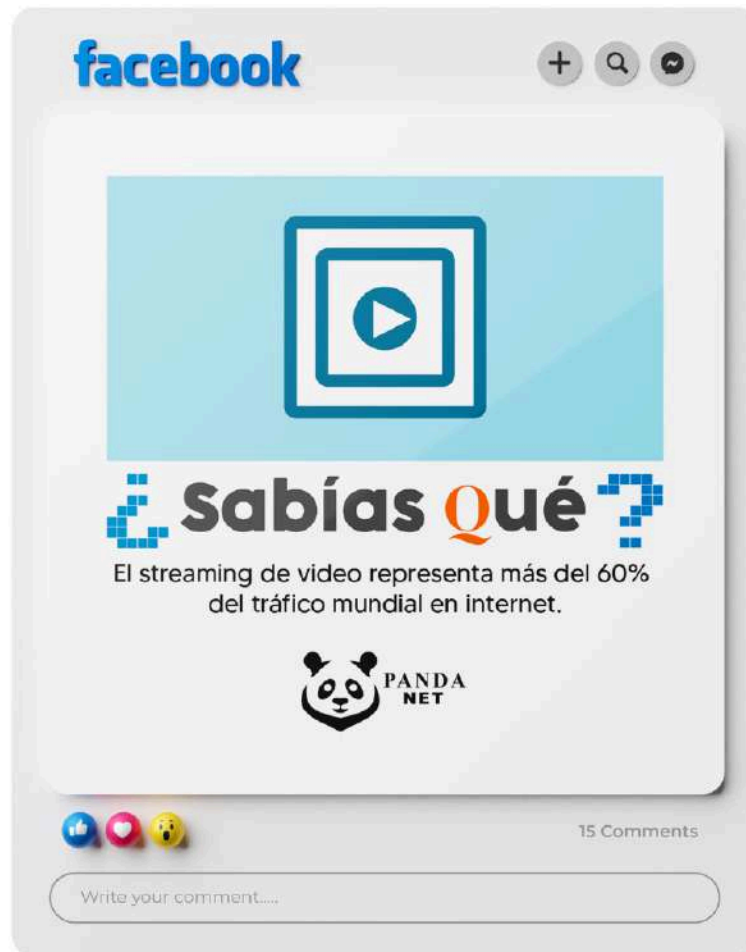 facebook
¿Sabías Qué?
El streaming de video representa más del 60%
del tráfico mundial en internet.
PANDA
NET
15 Comments
Write your comment.....